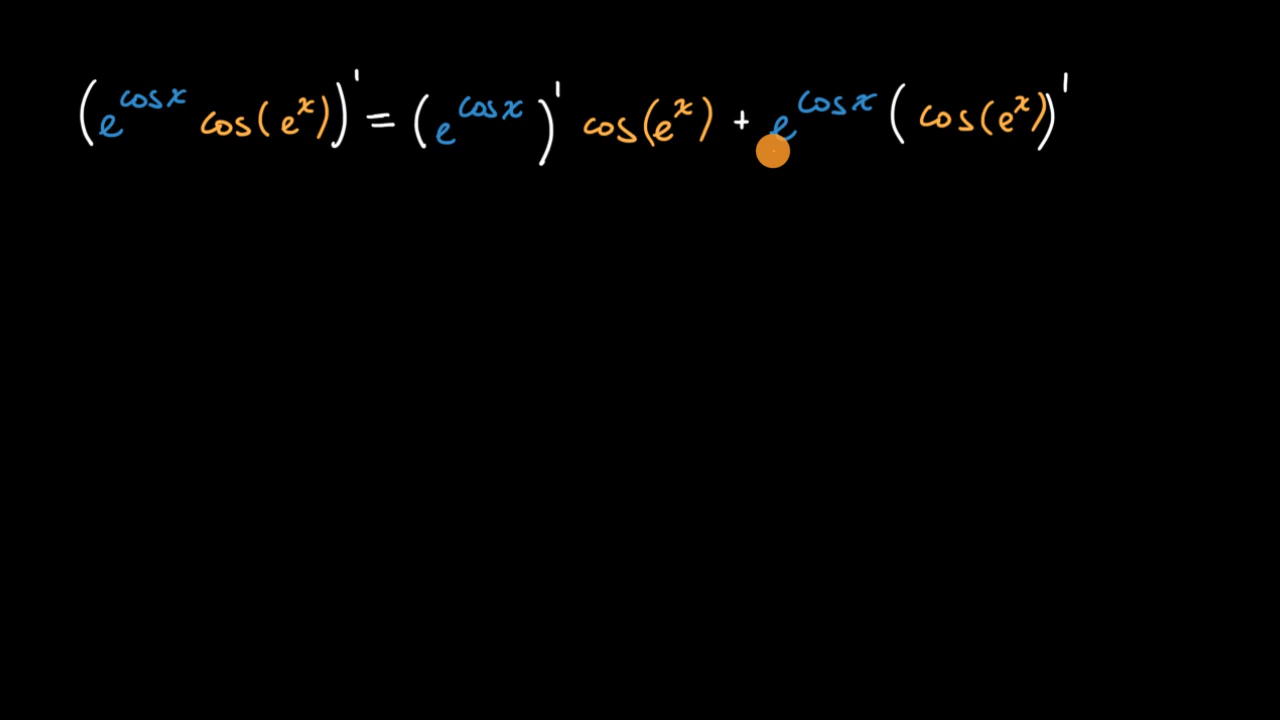 (e^{cos x} cos(e^x))' = (e^{cos x})' cos(e^x) + e^{cos x} (cos(e^x))'